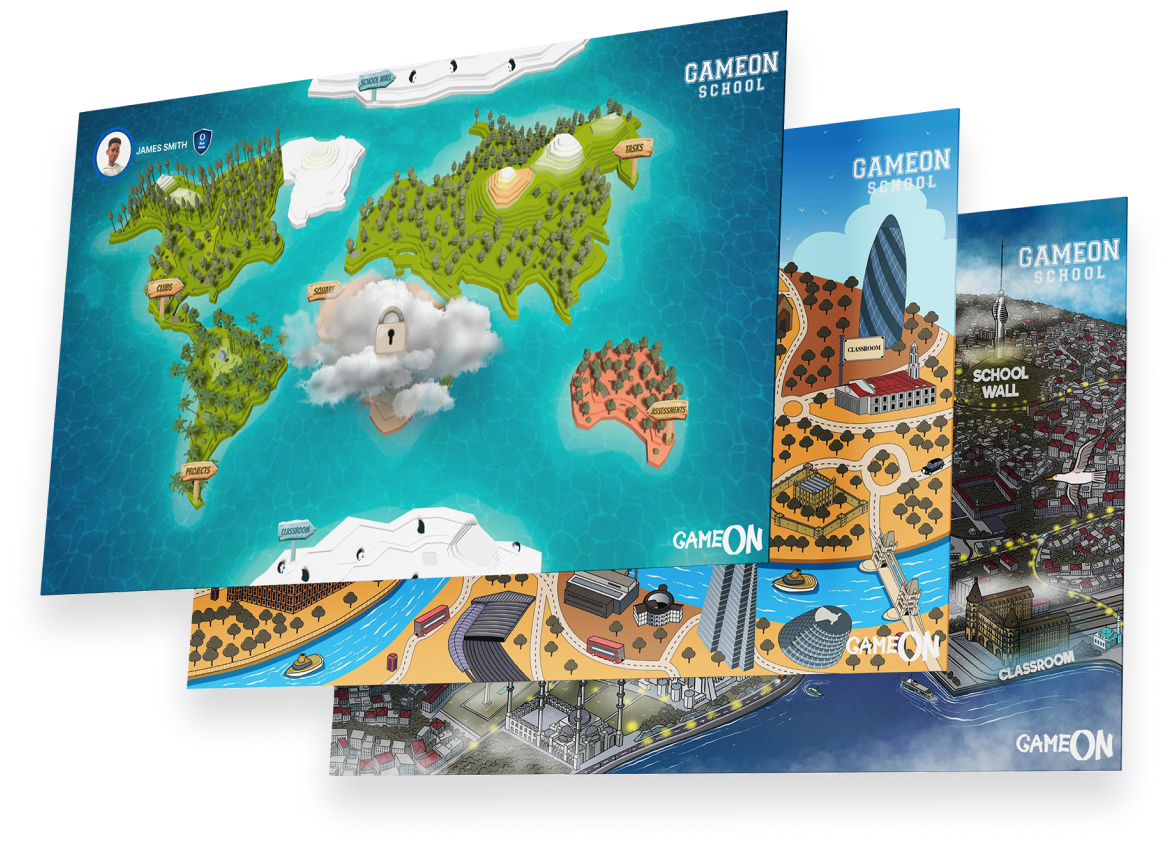 SCHOOL WALL
GAMEON
SCHOOL
JAMES SMITH
TASKS
CLUBS
SQUARE
ASSESSMENTS
PROJECTS
CLASSROOM
GAMEON
GAMEON
SCHOOL
CLASSROOM
GAMEON
GAMEON
SCHOOL
SCHOOL
WALL
CLASSROOM
GAMEON